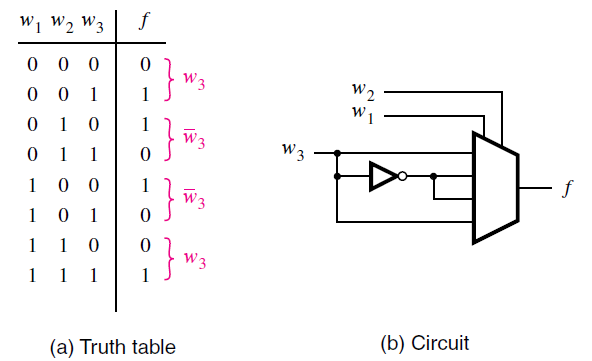 w₁ w₂ w₃ f
0 0 0 0
w₃
0 0 1 1
0 1 0 1
w̅₃
0 1 1 0
1 0 0 1
w̅₃
1 0 1 0
1 1 0 0
w₃
1 1 1 1
(a) Truth table
w₂
w₁
w₃
f
(b) Circuit